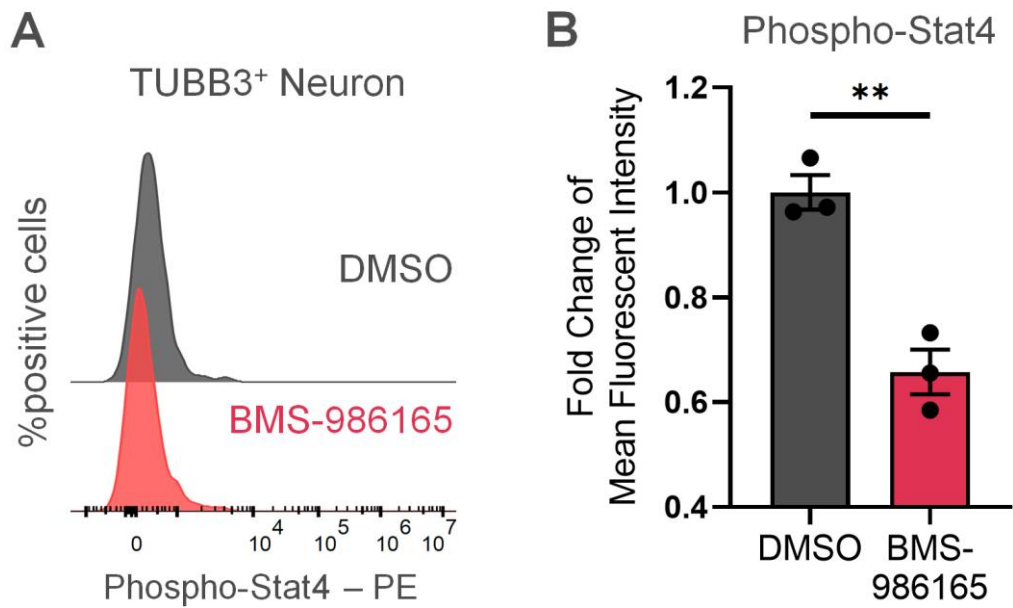 A
TUBB3⁺ Neuron
%positive cells
DMSO
BMS-986165
0
10⁴
10⁵
10⁶
10⁷
Phospho-Stat4 – PE
B
Phospho-Stat4
Fold Change of
Mean Fluorescent Intensity
1.2
1.0
0.8
0.6
0.4
**
DMSO
BMS-
986165